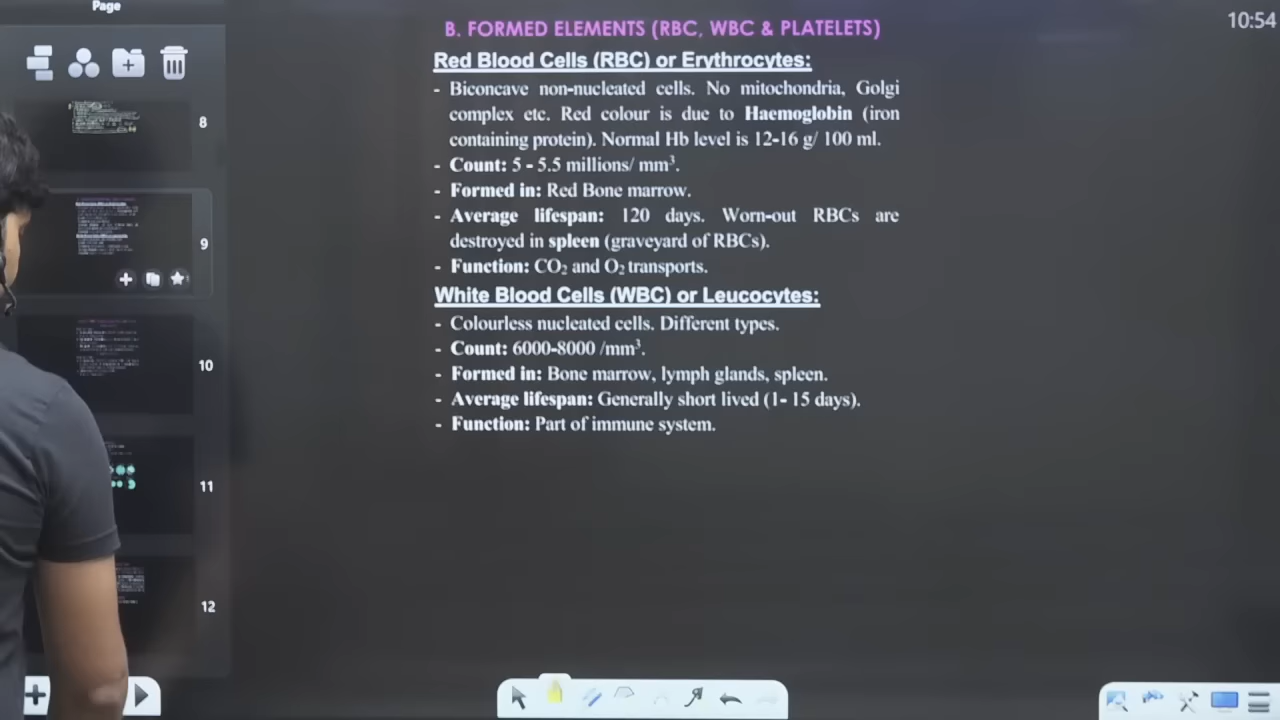 Page
10:54
8
9
10
11
12
B. FORMED ELEMENTS (RBC, WBC & PLATELETS)
Red Blood Cells (RBC) or Erythrocytes:
- Biconcave non-nucleated cells. No mitochondria, Golgi
complex etc. Red colour is due to Haemoglobin (iron
containing protein). Normal Hb level is 12-16 g/ 100 ml.
- Count: 5 - 5.5 millions/ mm³.
- Formed in: Red Bone marrow.
- Average lifespan: 120 days. Worn-out RBCs are
destroyed in spleen (graveyard of RBCs).
- Function: CO₂ and O₂ transports.
White Blood Cells (WBC) or Leucocytes:
- Colourless nucleated cells. Different types.
- Count: 6000-8000 /mm³.
- Formed in: Bone marrow, lymph glands, spleen.
- Average lifespan: Generally short lived (1- 15 days).
- Function: Part of immune system.